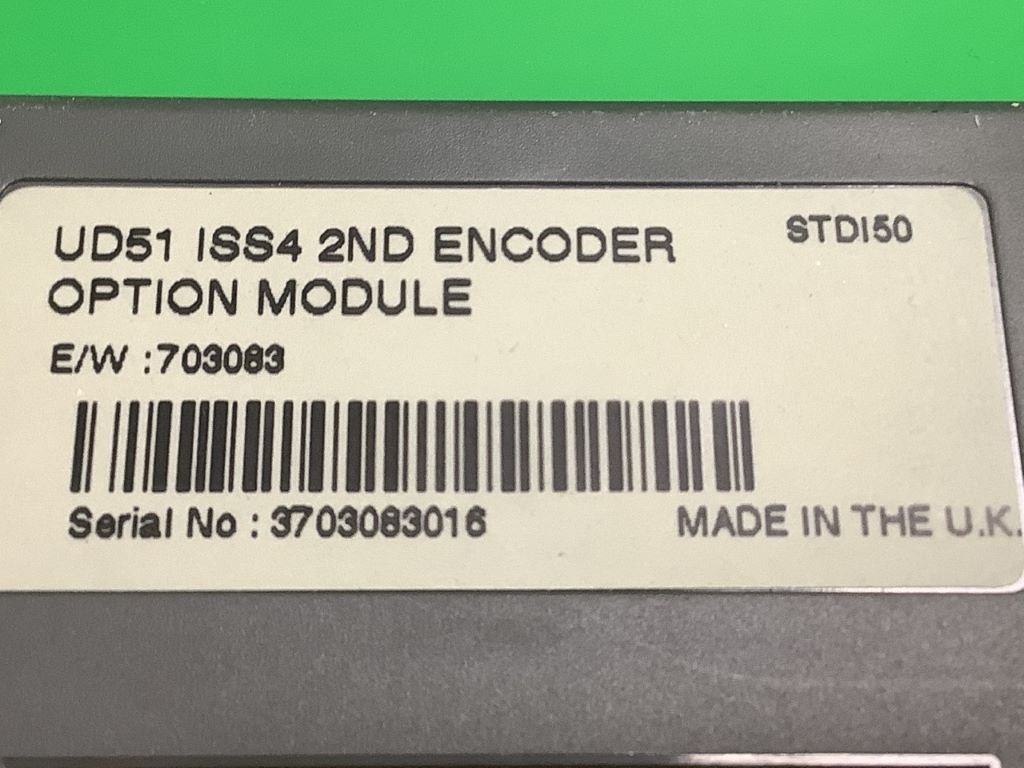 UD51 ISS4 2ND ENCODER
STDI50
OPTION MODULE
E/W :703083
Serial No : 3703083016
MADE IN THE U.K.